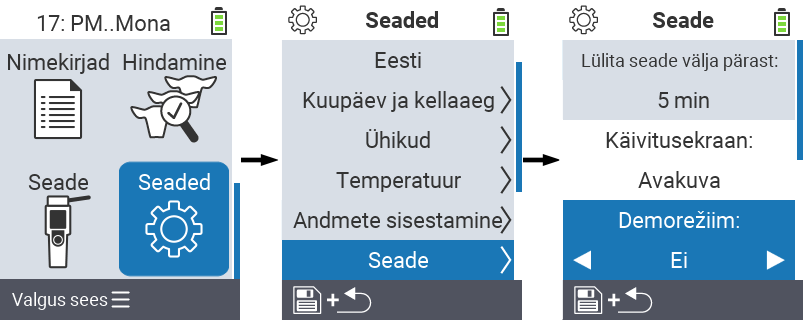 17: PM..Mona
Nimekirjad Hindamine
Seade Seaded
Valgus sees
Seaded
Eesti
Kuupäev ja kellaaeg
Ühikud
Temperatuur
Andmete sisestamine
Seade
+
Seade
Lülita seade välja pärast:
5 min
Käivitusekraan:
Avakuva
Demorežiim:
Ei
+